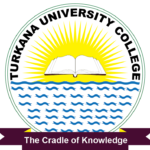 TURKANA UNIVERSITY COLLEGE
The Cradle of Knowledge